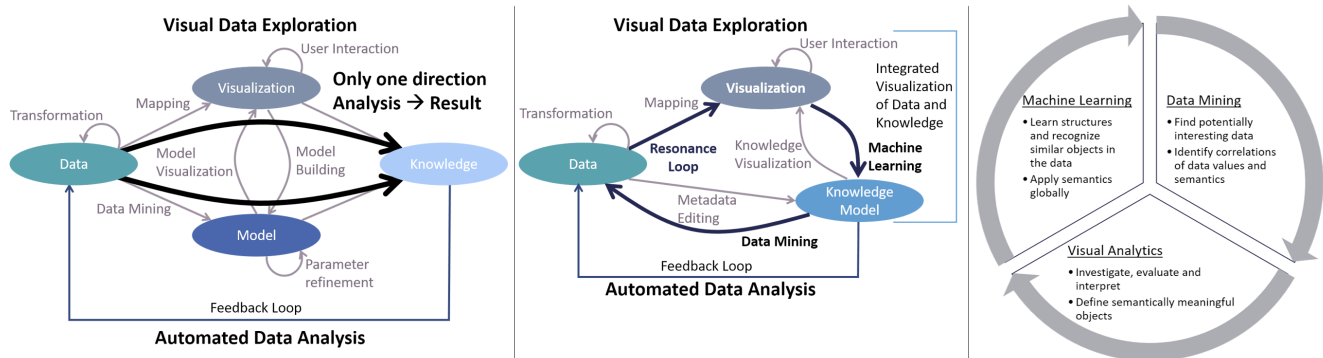 Visual Data Exploration
User Interaction
Visualization
Only one direction
Analysis → Result
Mapping
Transformation
Data
Model
Visualization
Model
Building
Knowledge
Data Mining
Model
Parameter
refinement
Feedback Loop
Automated Data Analysis
Visual Data Exploration
User Interaction
Visualization
Integrated
Visualization
of Data and
Knowledge
Mapping
Transformation
Data
Resonance
Loop
Knowledge
Visualization
Machine
Learning
Knowledge
Model
Metadata
Editing
Data Mining
Feedback Loop
Automated Data Analysis
Machine Learning
• Learn structures
and recognize
similar objects in
the data
• Apply semantics
globally
Data Mining
• Find potentially
interesting data
• Identify correlations
of data values and
semantics
Visual Analytics
• Investigate, evaluate and
interpret
• Define semantically meaningful
objects